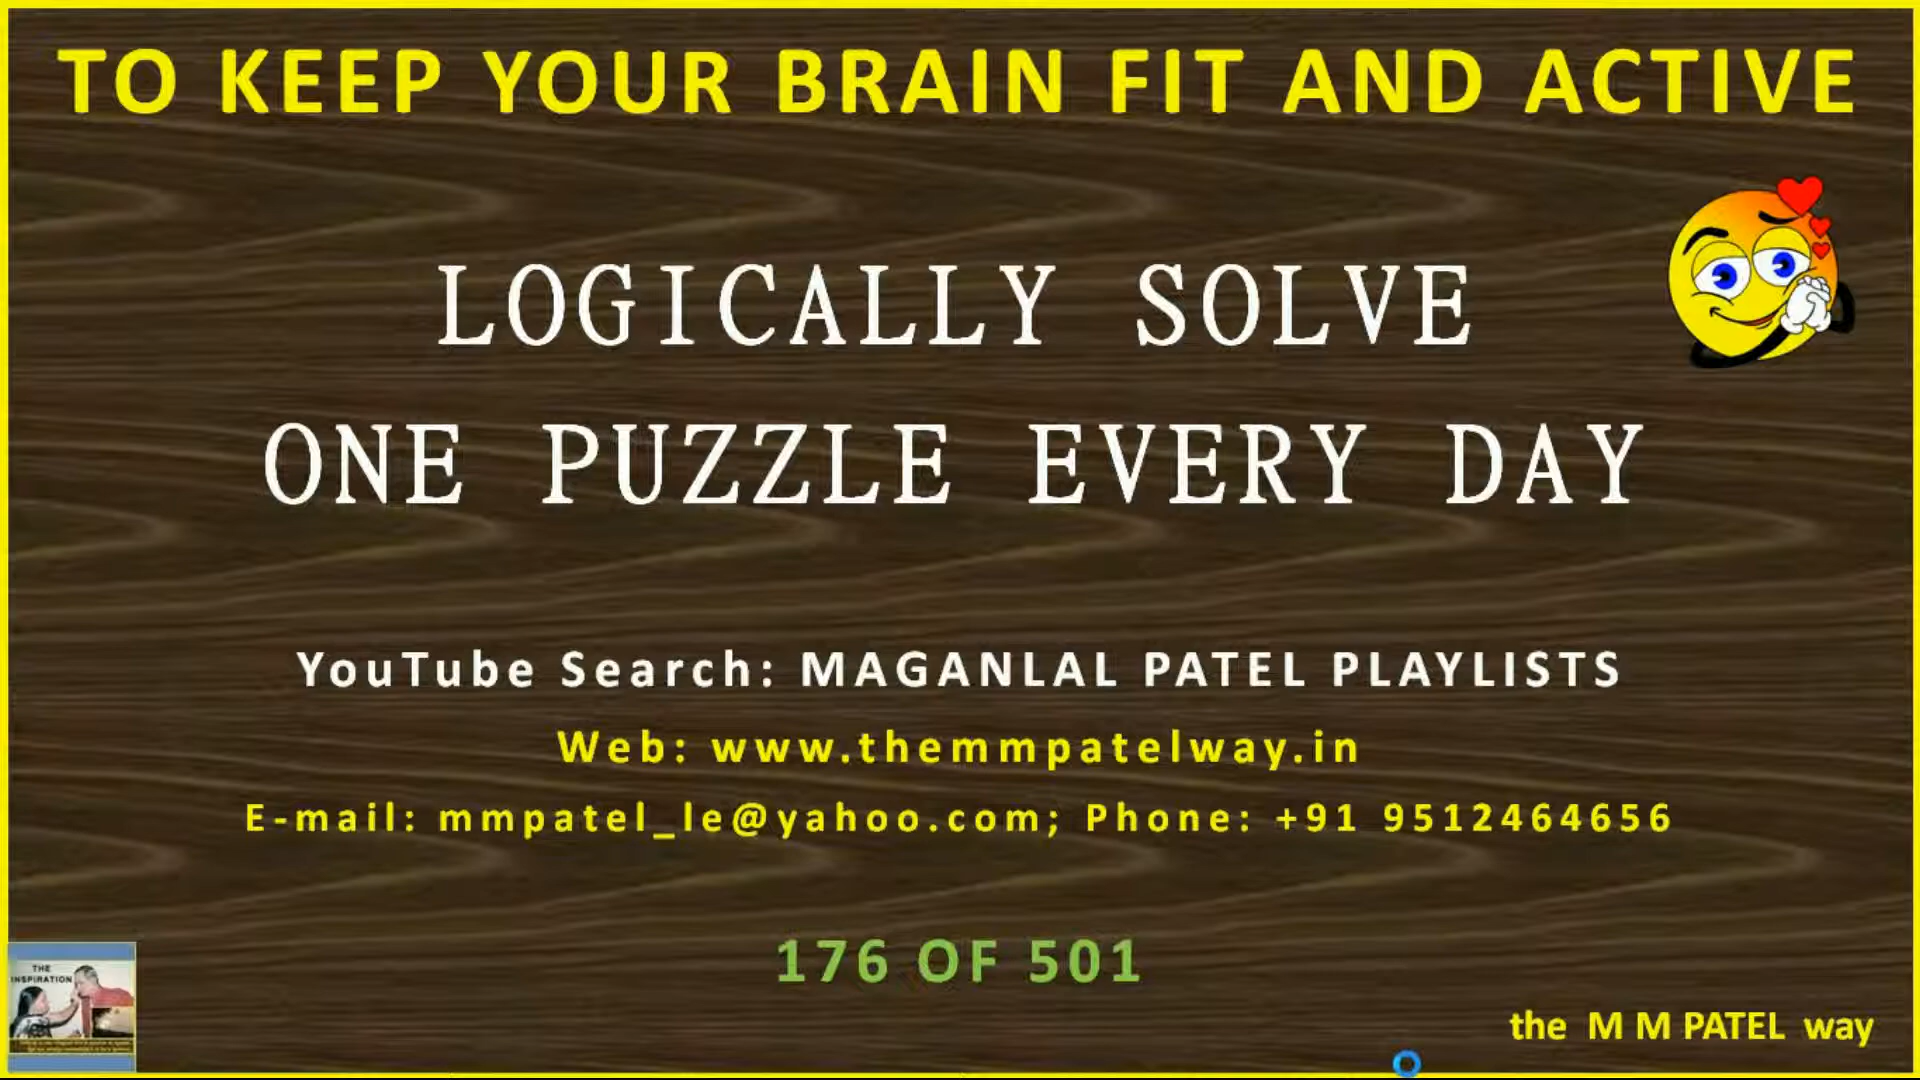 TO KEEP YOUR BRAIN FIT AND ACTIVE
LOGICALLY SOLVE
ONE PUZZLE EVERY DAY
YouTube Search: MAGANLAL PATEL PLAYLISTS
Web: www.themmpatelway.in
E-mail: mmpatel_le@yahoo.com; Phone: +91 9512464656
176 OF 501
THE
INSPIRATION
the M M PATEL way